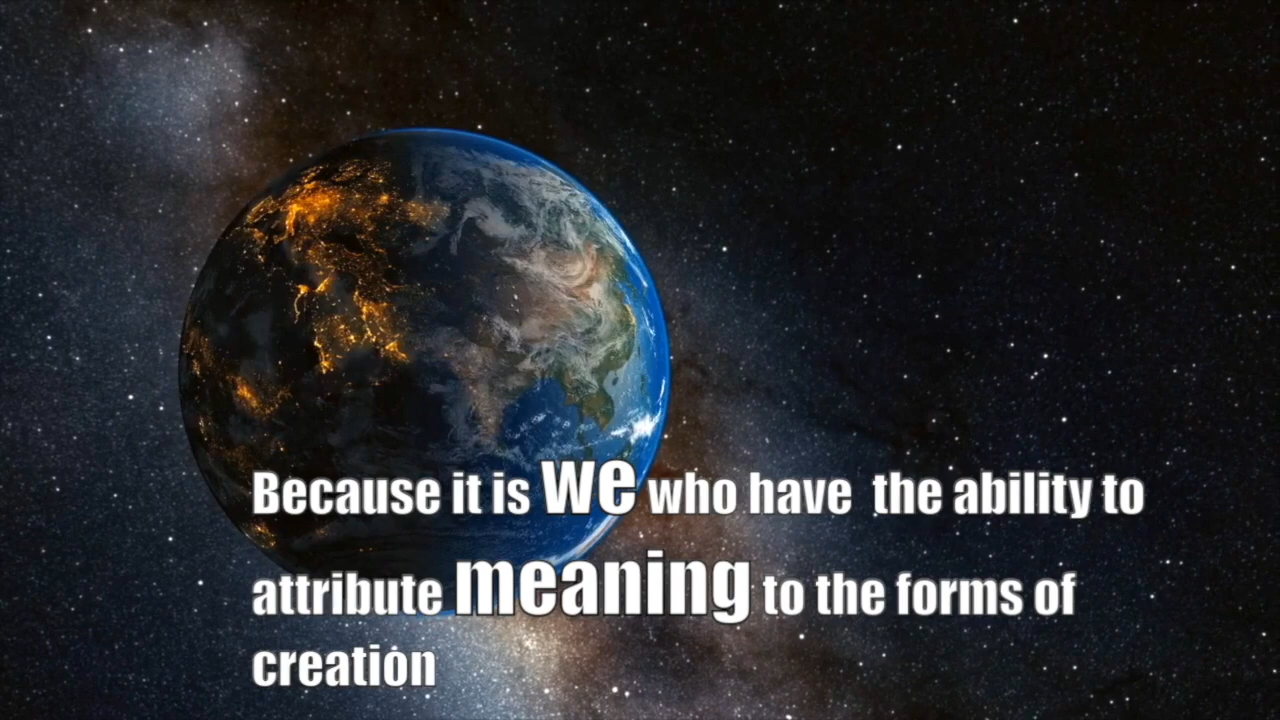 Because it is we who have  the ability to
attribute meaning to the forms of
creation